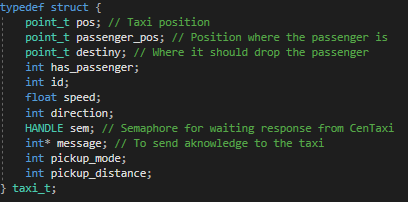 typedef struct {
point_t pos; // Taxi position
point_t passenger_pos; // Position where the passenger is
point_t destiny; // Where it should drop the passenger
int has_passenger;
int id;
float speed;
int direction;
HANDLE sem; // Semaphore for waiting response from CenTaxi
int* message; // To send aknowledge to the taxi
int pickup_mode;
int pickup_distance;
} taxi_t;